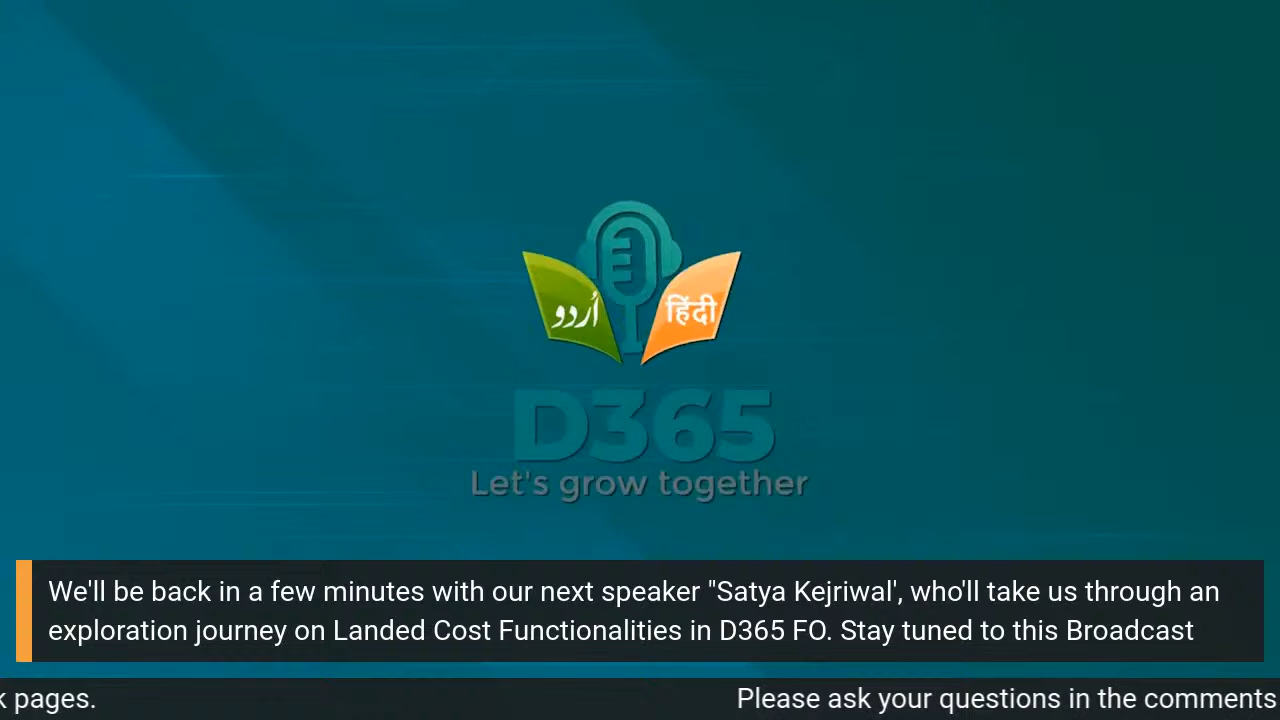 اُردو
हिंदी
D365
Let's grow together
We'll be back in a few minutes with our next speaker "Satya Kejriwal', who'll take us through an
exploration journey on Landed Cost Functionalities in D365 FO. Stay tuned to this Broadcast
k pages. Please ask your questions in the comments